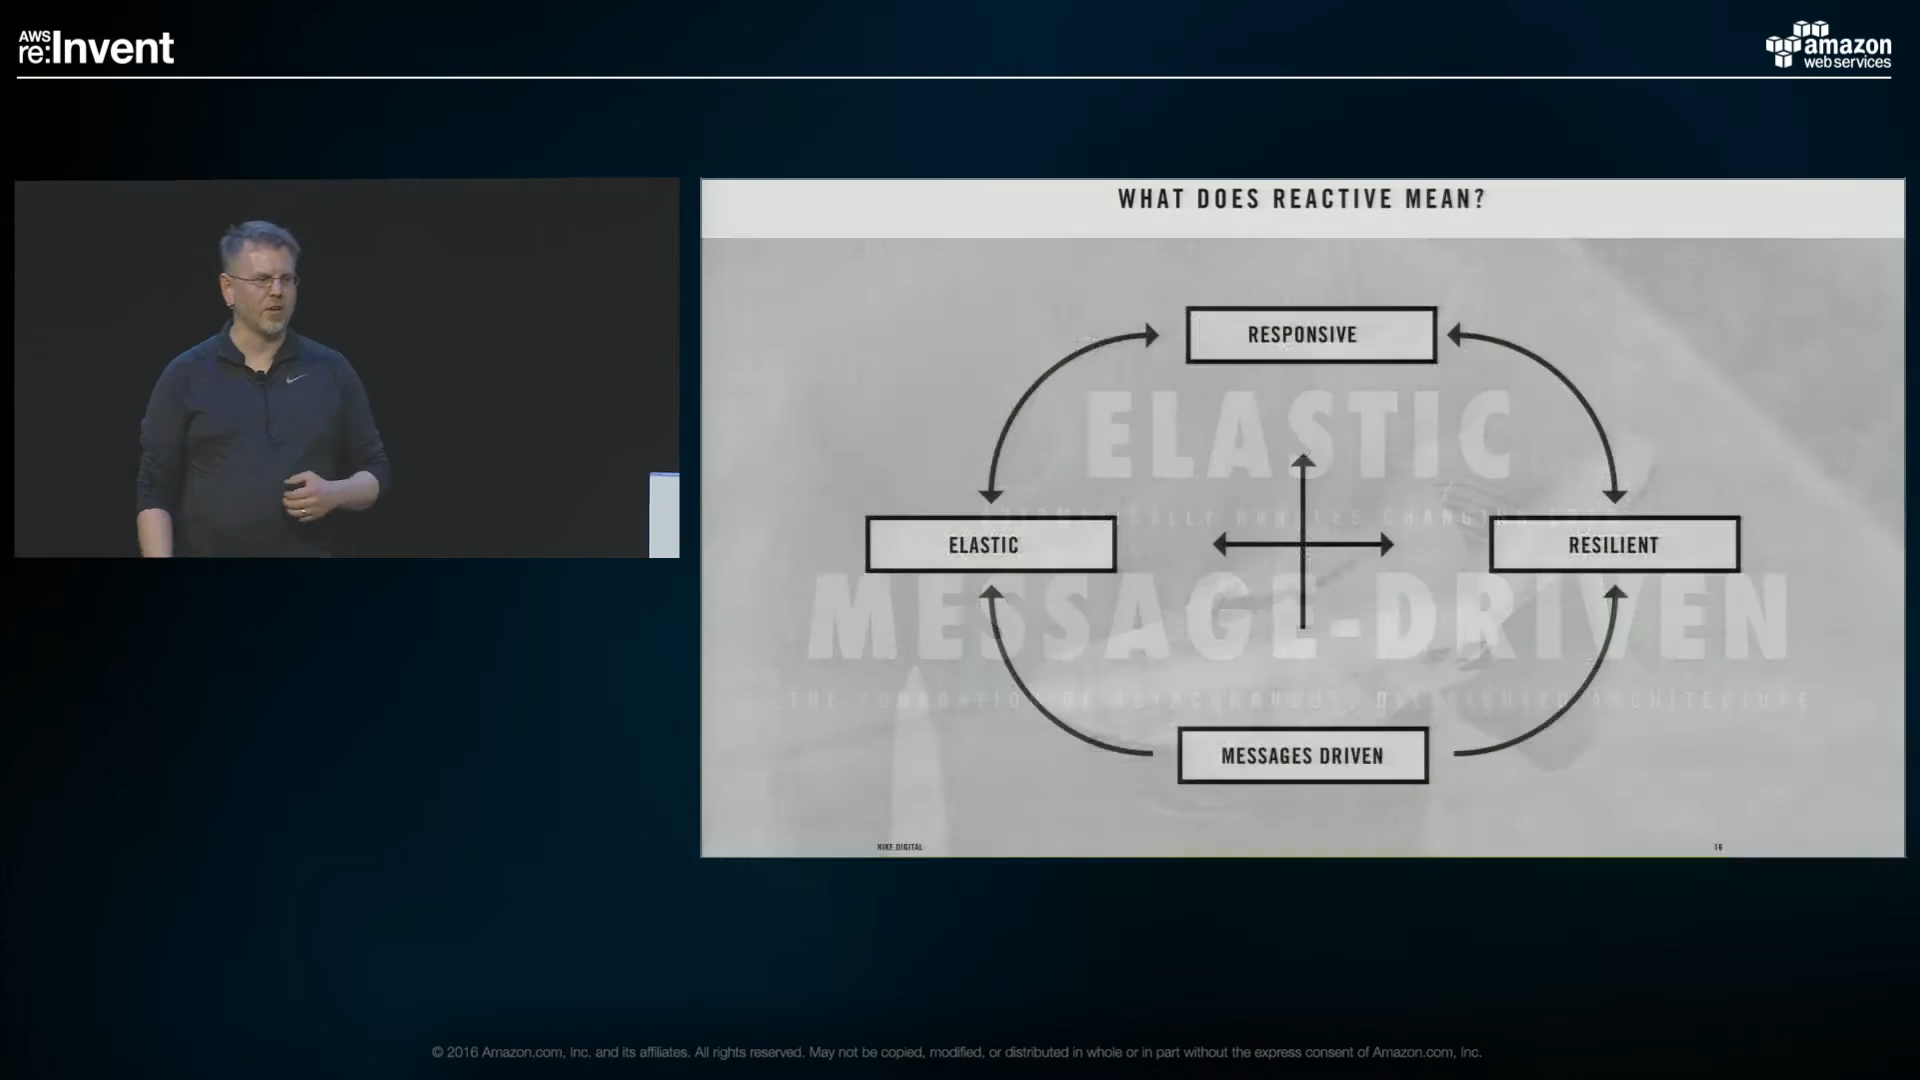 AWS
re:Invent
amazon
web services
WHAT DOES REACTIVE MEAN?
RESPONSIVE
ELASTIC
ELASTIC
RESILIENT
MESSAGE-DRIVEN
MESSAGES DRIVEN
NIKE DIGITAL
16
© 2016 Amazon.com, Inc. and its affiliates. All rights reserved. May not be copied, modified, or distributed in whole or in part without the express consent of Amazon.com, Inc.